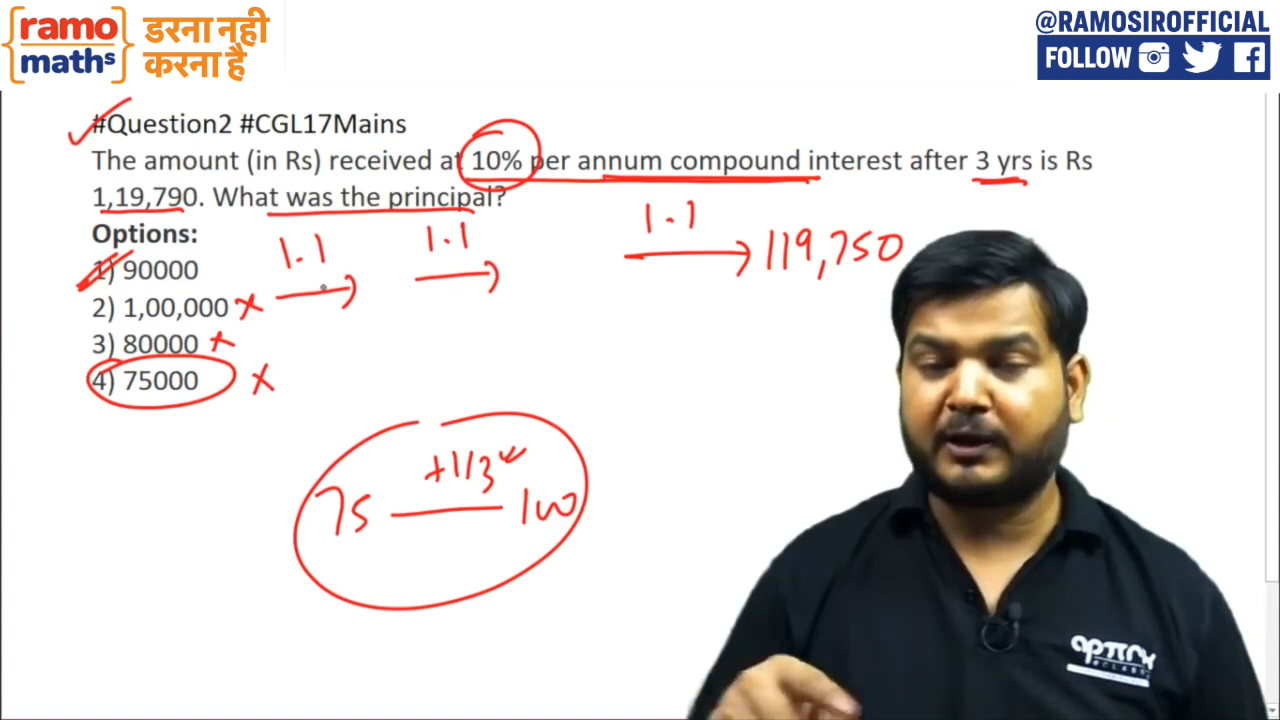 ramo
maths
डरना नही
करना है
@RAMOSIROFFICIAL
FOLLOW
#Question2 #CGL17Mains
The amount (in Rs) received at 10% per annum compound interest after 3 yrs is Rs
1,19,790. What was the principal?
Options:
1) 90000
2) 1,00,000 ×
3) 80000 ×
4) 75000 ×
1.1
1.1
1.1
119,750
+1/3
75 100